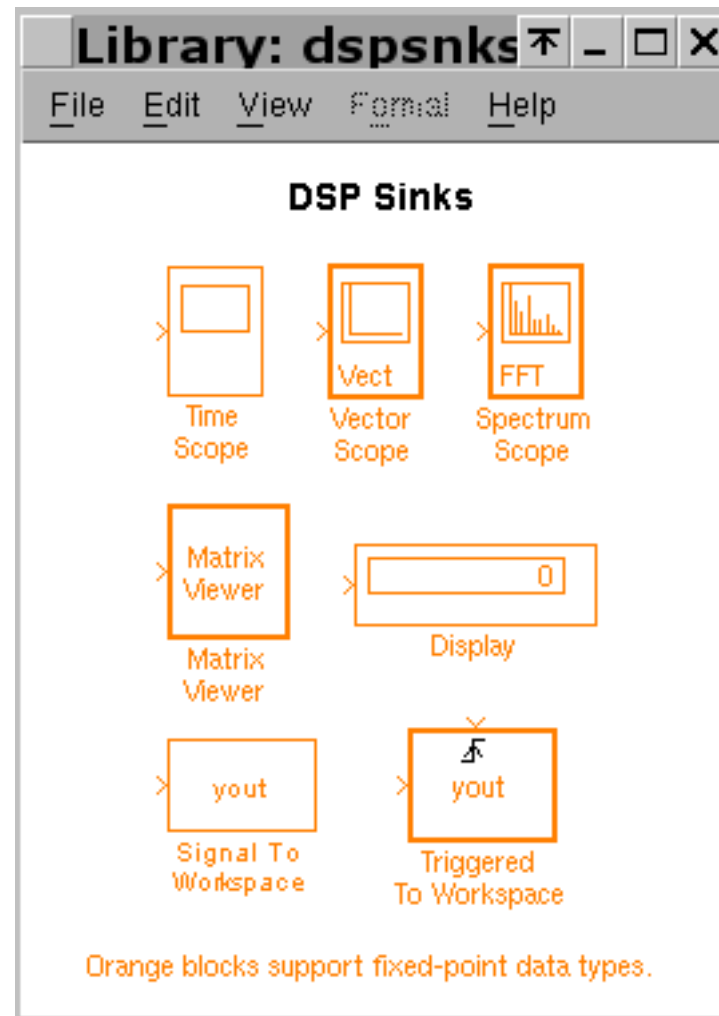 Library: dspsnks
File Edit View Format Help
DSP Sinks
Vect
FFT
Time
Scope
Vector
Scope
Spectrum
Scope
Matrix
Viewer
0
Matrix
Viewer
Display
yout
yout
Signal To
Workspace
Triggered
To Workspace
Orange blocks support fixed-point data types.